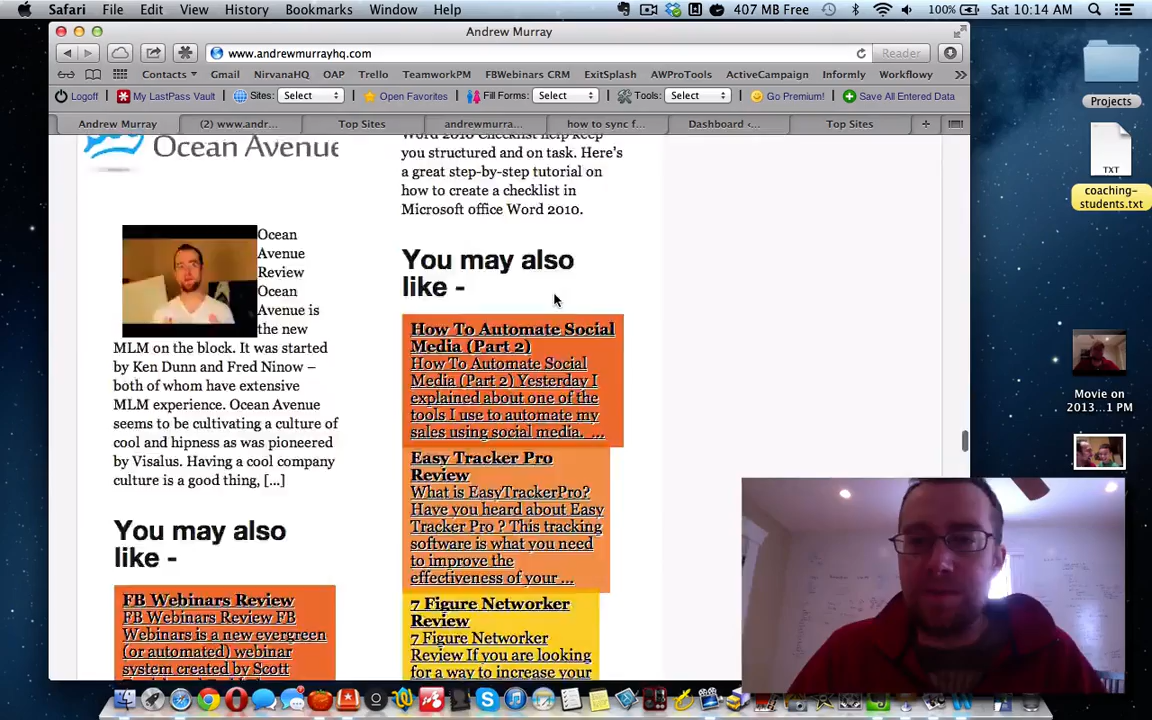 Safari File Edit View History Bookmarks Window Help 407 MB Free 100% Sat 10:14 AM
Andrew Murray
www.andrewmurrayhq.com Reader
Contacts Gmail NirvanaHQ OAP Trello TeamworkPM FBWebinars CRM ExitSplash AWProTools ActiveCampaign Informly Workflowy
Logoff My LastPass Vault Sites: Select Open Favorites Fill Forms: Select Tools: Select Go Premium! Save All Entered Data
Andrew Murray (2) www.andr... Top Sites andrewmurra... how to sync f... Dashboard ‹... Top Sites
Ocean Avenue
Ocean
Avenue
Review
Ocean
Avenue is
the new
MLM on the block. It was started
by Ken Dunn and Fred Ninow –
both of whom have extensive
MLM experience. Ocean Avenue
seems to be cultivating a culture of
cool and hipness as was pioneered
by Visalus. Having a cool company
culture is a good thing, [...]
You may also
like -
FB Webinars Review
FB Webinars Review FB
Webinars is a new evergreen
(or automated) webinar
system created by Scott
Word 2010 Checklist help keep
you structured and on task. Here's
a great step-by-step tutorial on
how to create a checklist in
Microsoft office Word 2010.
You may also
like -
How To Automate Social
Media (Part 2)
How To Automate Social
Media (Part 2) Yesterday I
explained about one of the
tools I use to automate my
sales using social media. ...
Easy Tracker Pro
Review
What is EasyTrackerPro?
Have you heard about Easy
Tracker Pro ? This tracking
software is what you need
to improve the
effectiveness of your ...
7 Figure Networker
Review
7 Figure Networker
Review If you are looking
for a way to increase your
Projects
TXT
coaching-
students.txt
Movie on
2013...1 PM